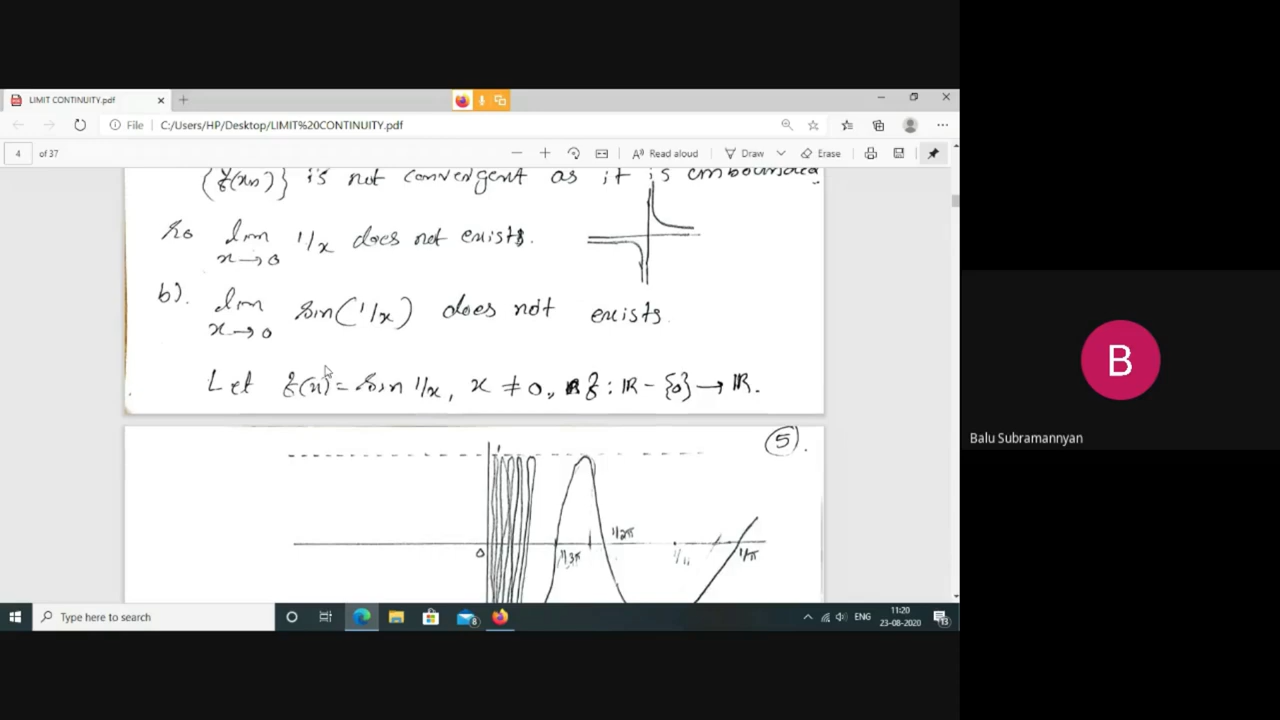 LIMIT CONTINUITY.pdf
File C:/Users/HP/Desktop/LIMIT%20CONTINUITY.pdf
4 of 37 Read aloud Draw Erase
{f(xn)} is not convergent as it is unbounded.
So lim x→0 1/x does not exists.
b). lim x→0 sin(1/x) does not exists.
Let f(x) = sin 1/x, x ≠ 0, f : ℝ - {0} → ℝ.
5
1
0 1/3π 1/2π 1/π
B
Balu Subramannyan
Type here to search
8
ENG
11:20
23-08-2020
13